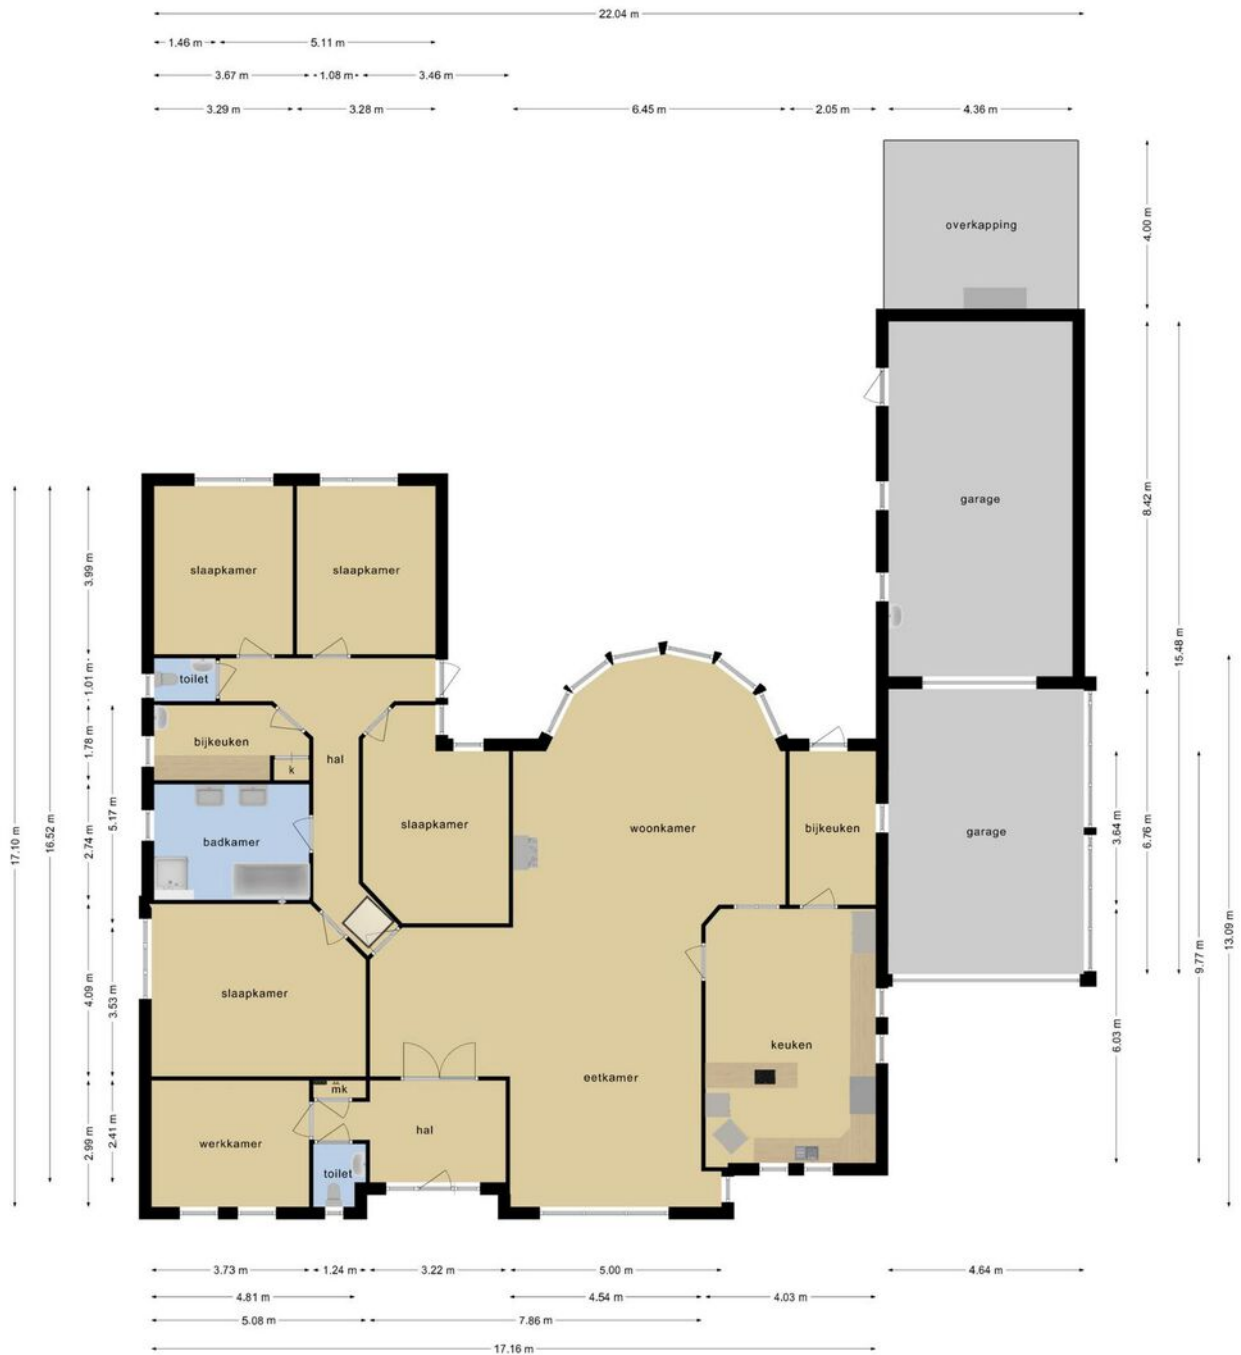 22.04 m
1.46 m 5.11 m
3.67 m 1.08 m 3.46 m
3.29 m 3.28 m 6.45 m 2.05 m 4.36 m
overkapping
4.00 m
garage
8.42 m
15.48 m
slaapkamer slaapkamer
3.99 m
toilet
1.01 m
bijkeuken
1.78 m
k
hal
badkamer
2.74 m
5.17 m
16.52 m
17.10 m
slaapkamer
woonkamer
bijkeuken
garage
3.64 m
6.76 m
9.77 m
13.09 m
slaapkamer
4.09 m
3.53 m
keuken
6.03 m
eetkamer
mk
werkkamer
hal
toilet
2.99 m
2.41 m
3.73 m 1.24 m 3.22 m 5.00 m 4.64 m
4.81 m 4.54 m 4.03 m
5.08 m 7.86 m
17.16 m